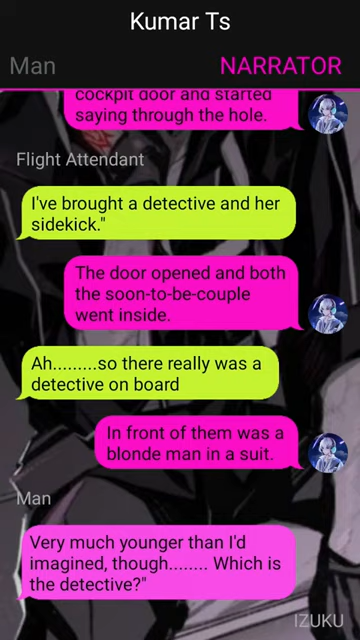 Kumar Ts
Man NARRATOR
cockpit door and started
saying through the hole.
Flight Attendant
I've brought a detective and her
sidekick."
The door opened and both
the soon-to-be-couple
went inside.
Ah.........so there really was a
detective on board
In front of them was a
blonde man in a suit.
Man
Very much younger than I'd
imagined, though........ Which is
the detective?"
IZUKU